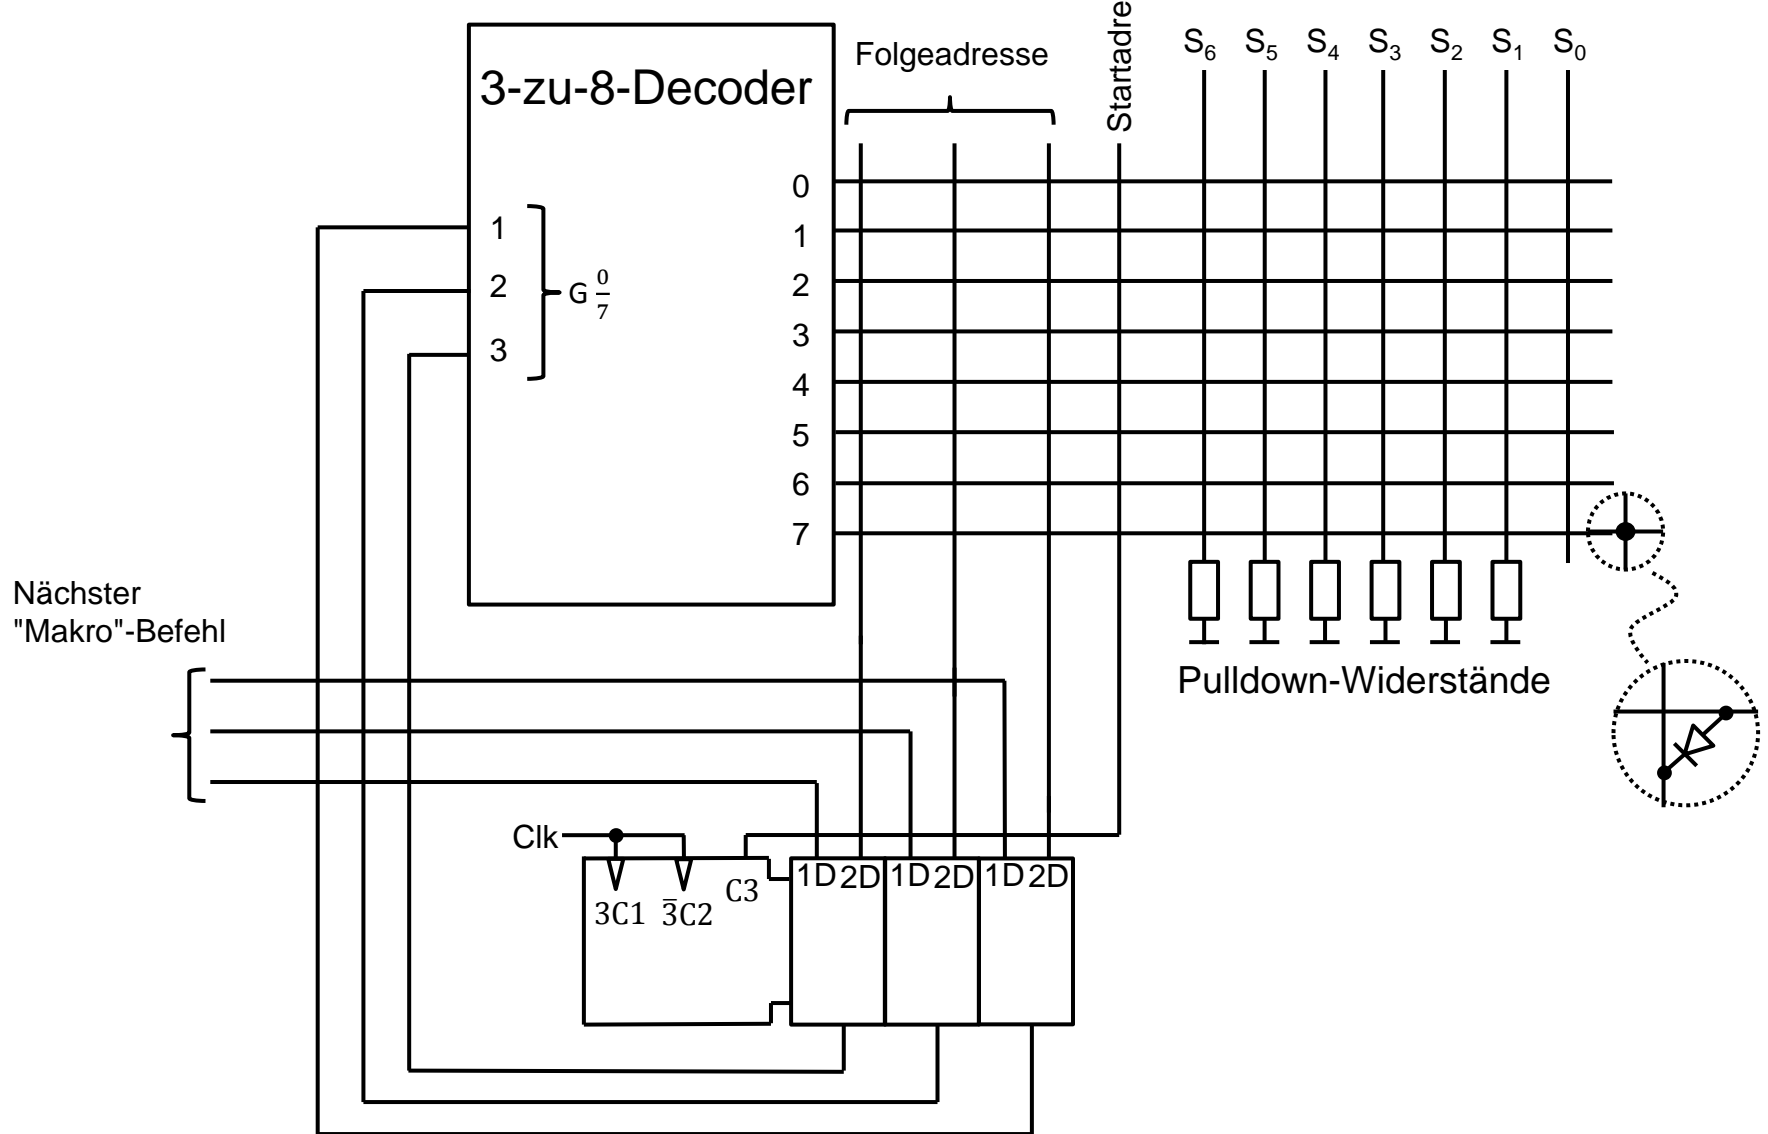 3-zu-8-Decoder
Folgeadresse
Startadre
S6 S5 S4 S3 S2 S1 S0
0
1
2
3
4
5
6
7
1
2
3
G 0/7
Nächster
"Makro"-Befehl
Pulldown-Widerstände
Clk
3C1 3̅C2 C3
1D 2D 1D 2D 1D 2D